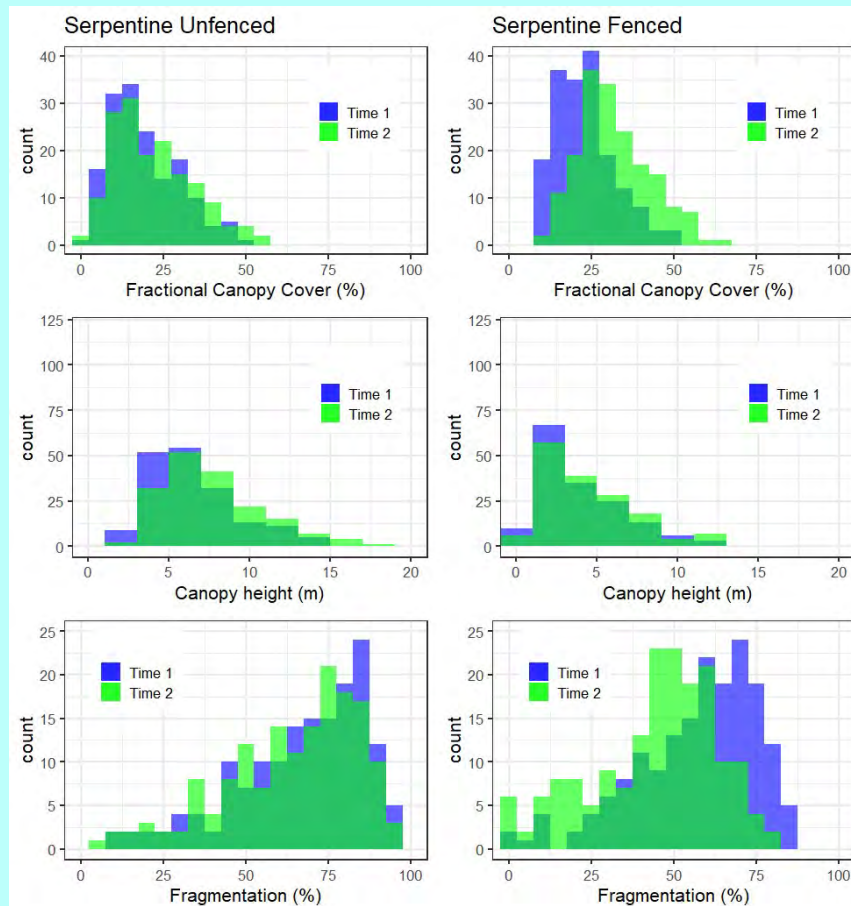 Serpentine Unfenced
Serpentine Fenced
40
30
20
10
0
count
Time 1
Time 2
0 25 50 75 100
Fractional Canopy Cover (%)
40
30
20
10
0
count
Time 1
Time 2
0 25 50 75 100
Fractional Canopy Cover (%)
125
100
75
50
25
0
count
Time 1
Time 2
0 5 10 15 20
Canopy height (m)
125
100
75
50
25
0
count
Time 1
Time 2
0 5 10 15 20
Canopy height (m)
25
20
15
10
5
0
count
Time 1
Time 2
0 25 50 75 100
Fragmentation (%)
25
20
15
10
5
0
count
Time 1
Time 2
0 25 50 75 100
Fragmentation (%)